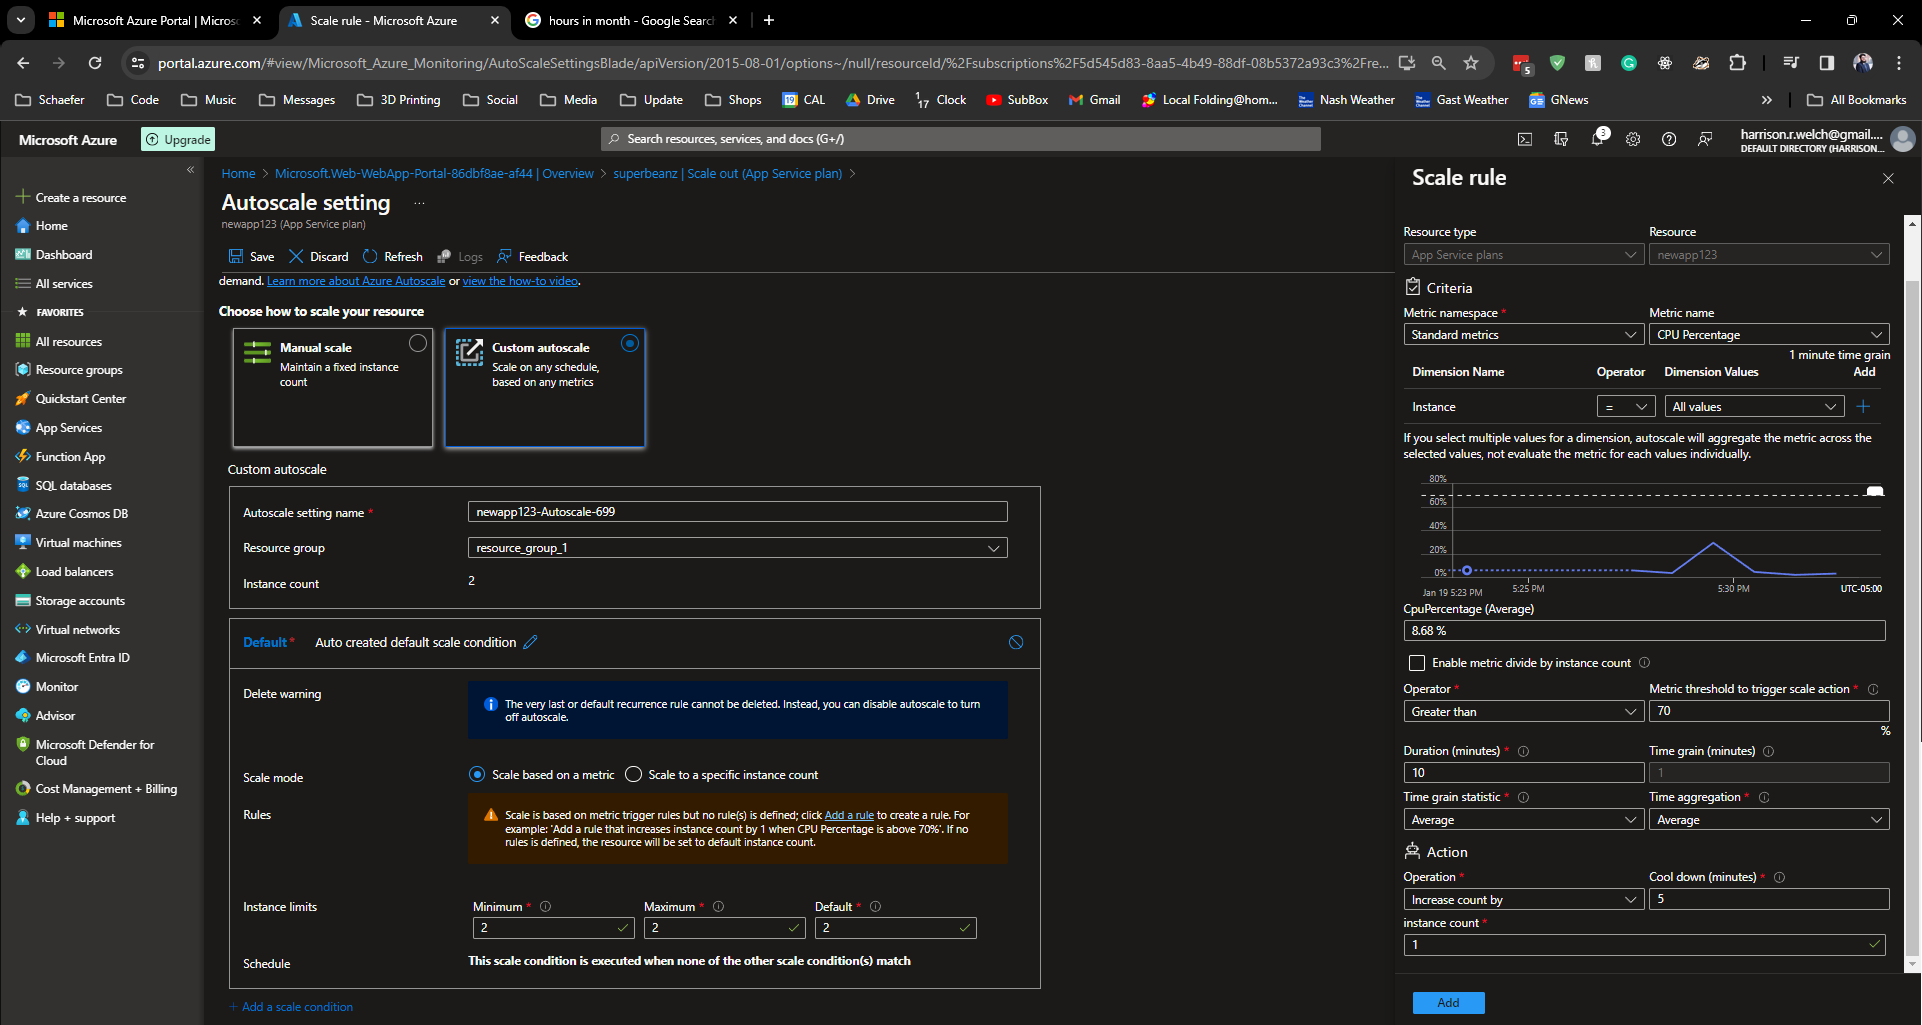 Microsoft Azure Portal | Micros
Scale rule - Microsoft Azure
hours in month - Google Search
portal.azure.com/#view/Microsoft_Azure_Monitoring/AutoScaleSettingsBlade/apiVersion/2015-08-01/options~/null/resourceId/%2Fsubscriptions%2F5d545d83-8aa5-4b49-88df-08b5372a93c3%2Fre...
5
Schaefer
Code
Music
Messages
3D Printing
Social
Media
Update
Shops
19 CAL
Drive
1 17 Clock
SubBox
Gmail
Local Folding@hom...
Nash Weather
Gast Weather
GNews
All Bookmarks
Microsoft Azure
Upgrade
Search resources, services, and docs (G+/)
3
harrison.r.welch@gmail....
DEFAULT DIRECTORY (HARRISON...
Create a resource
Home
Dashboard
All services
FAVORITES
All resources
Resource groups
Quickstart Center
App Services
Function App
SQL databases
Azure Cosmos DB
Virtual machines
Load balancers
Storage accounts
Virtual networks
Microsoft Entra ID
Monitor
Advisor
Microsoft Defender for
Cloud
Cost Management + Billing
Help + support
Home > Microsoft.Web-WebApp-Portal-86dbf8ae-af44 | Overview > superbeanz | Scale out (App Service plan) >
Autoscale setting ...
newapp123 (App Service plan)
Save
Discard
Refresh
Logs
Feedback
demand. Learn more about Azure Autoscale or view the how-to video.
Choose how to scale your resource
Manual scale
Maintain a fixed instance
count
Custom autoscale
Scale on any schedule,
based on any metrics
Custom autoscale
Autoscale setting name *
newapp123-Autoscale-699
Resource group
resource_group_1
Instance count
2
Default* Auto created default scale condition
Delete warning
The very last or default recurrence rule cannot be deleted. Instead, you can disable autoscale to turn
off autoscale.
Scale mode
Scale based on a metric
Scale to a specific instance count
Rules
Scale is based on metric trigger rules but no rule(s) is defined; click Add a rule to create a rule. For
example: 'Add a rule that increases instance count by 1 when CPU Percentage is above 70%'. If no
rules is defined, the resource will be set to default instance count.
Instance limits
Minimum *
Maximum *
Default *
2
2
2
Schedule
This scale condition is executed when none of the other scale condition(s) match
+ Add a scale condition
Scale rule
Resource type
Resource
App Service plans
newapp123
Criteria
Metric namespace *
Metric name
Standard metrics
CPU Percentage
1 minute time grain
Dimension Name
Operator
Dimension Values
Add
Instance
=
All values
If you select multiple values for a dimension, autoscale will aggregate the metric across the
selected values, not evaluate the metric for each values individually.
80%
60%
40%
20%
0%
Jan 19 5:23 PM
5:25 PM
5:30 PM
UTC-05:00
CpuPercentage (Average)
8.68 %
Enable metric divide by instance count
Operator *
Metric threshold to trigger scale action *
Greater than
70
%
Duration (minutes) *
Time grain (minutes)
10
1
Time grain statistic *
Time aggregation *
Average
Average
Action
Operation *
Cool down (minutes) *
Increase count by
5
instance count *
1
Add